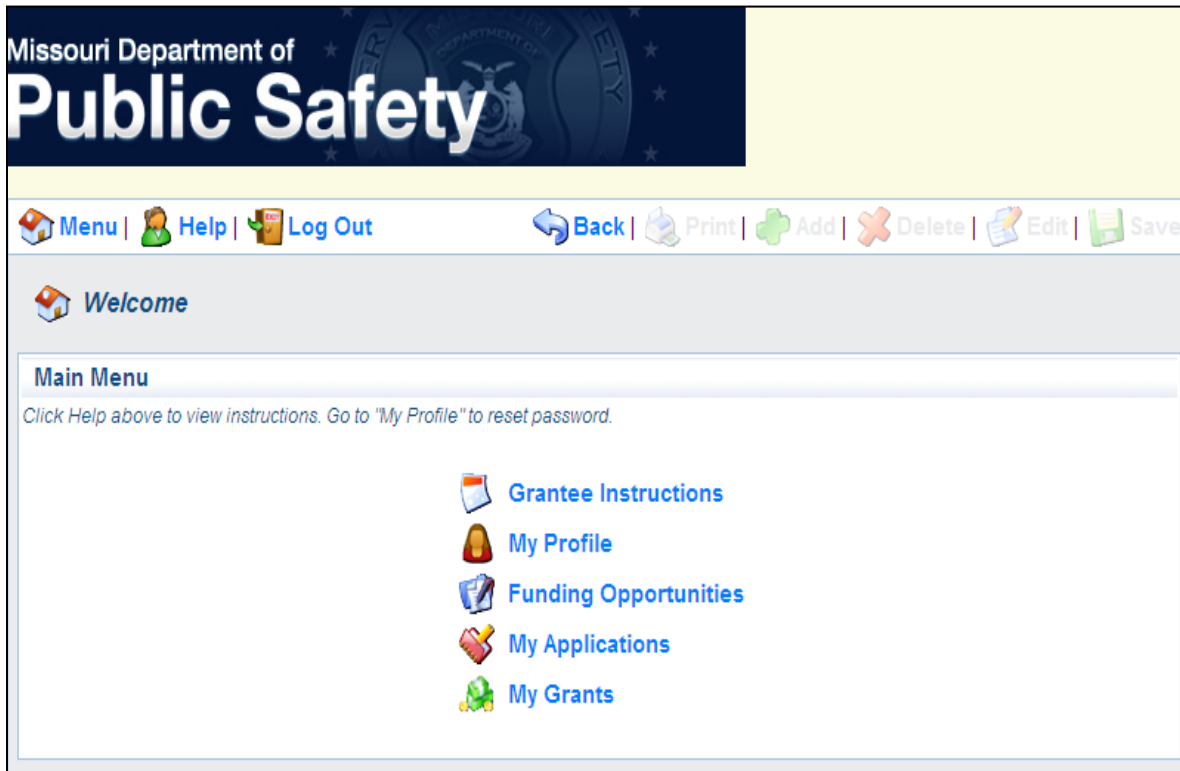 Missouri Department of
Public Safety
Menu | Help | Log Out Back | Print | Add | Delete | Edit | Save
Welcome
Main Menu
Click Help above to view instructions. Go to "My Profile" to reset password.
Grantee Instructions
My Profile
Funding Opportunities
My Applications
My Grants